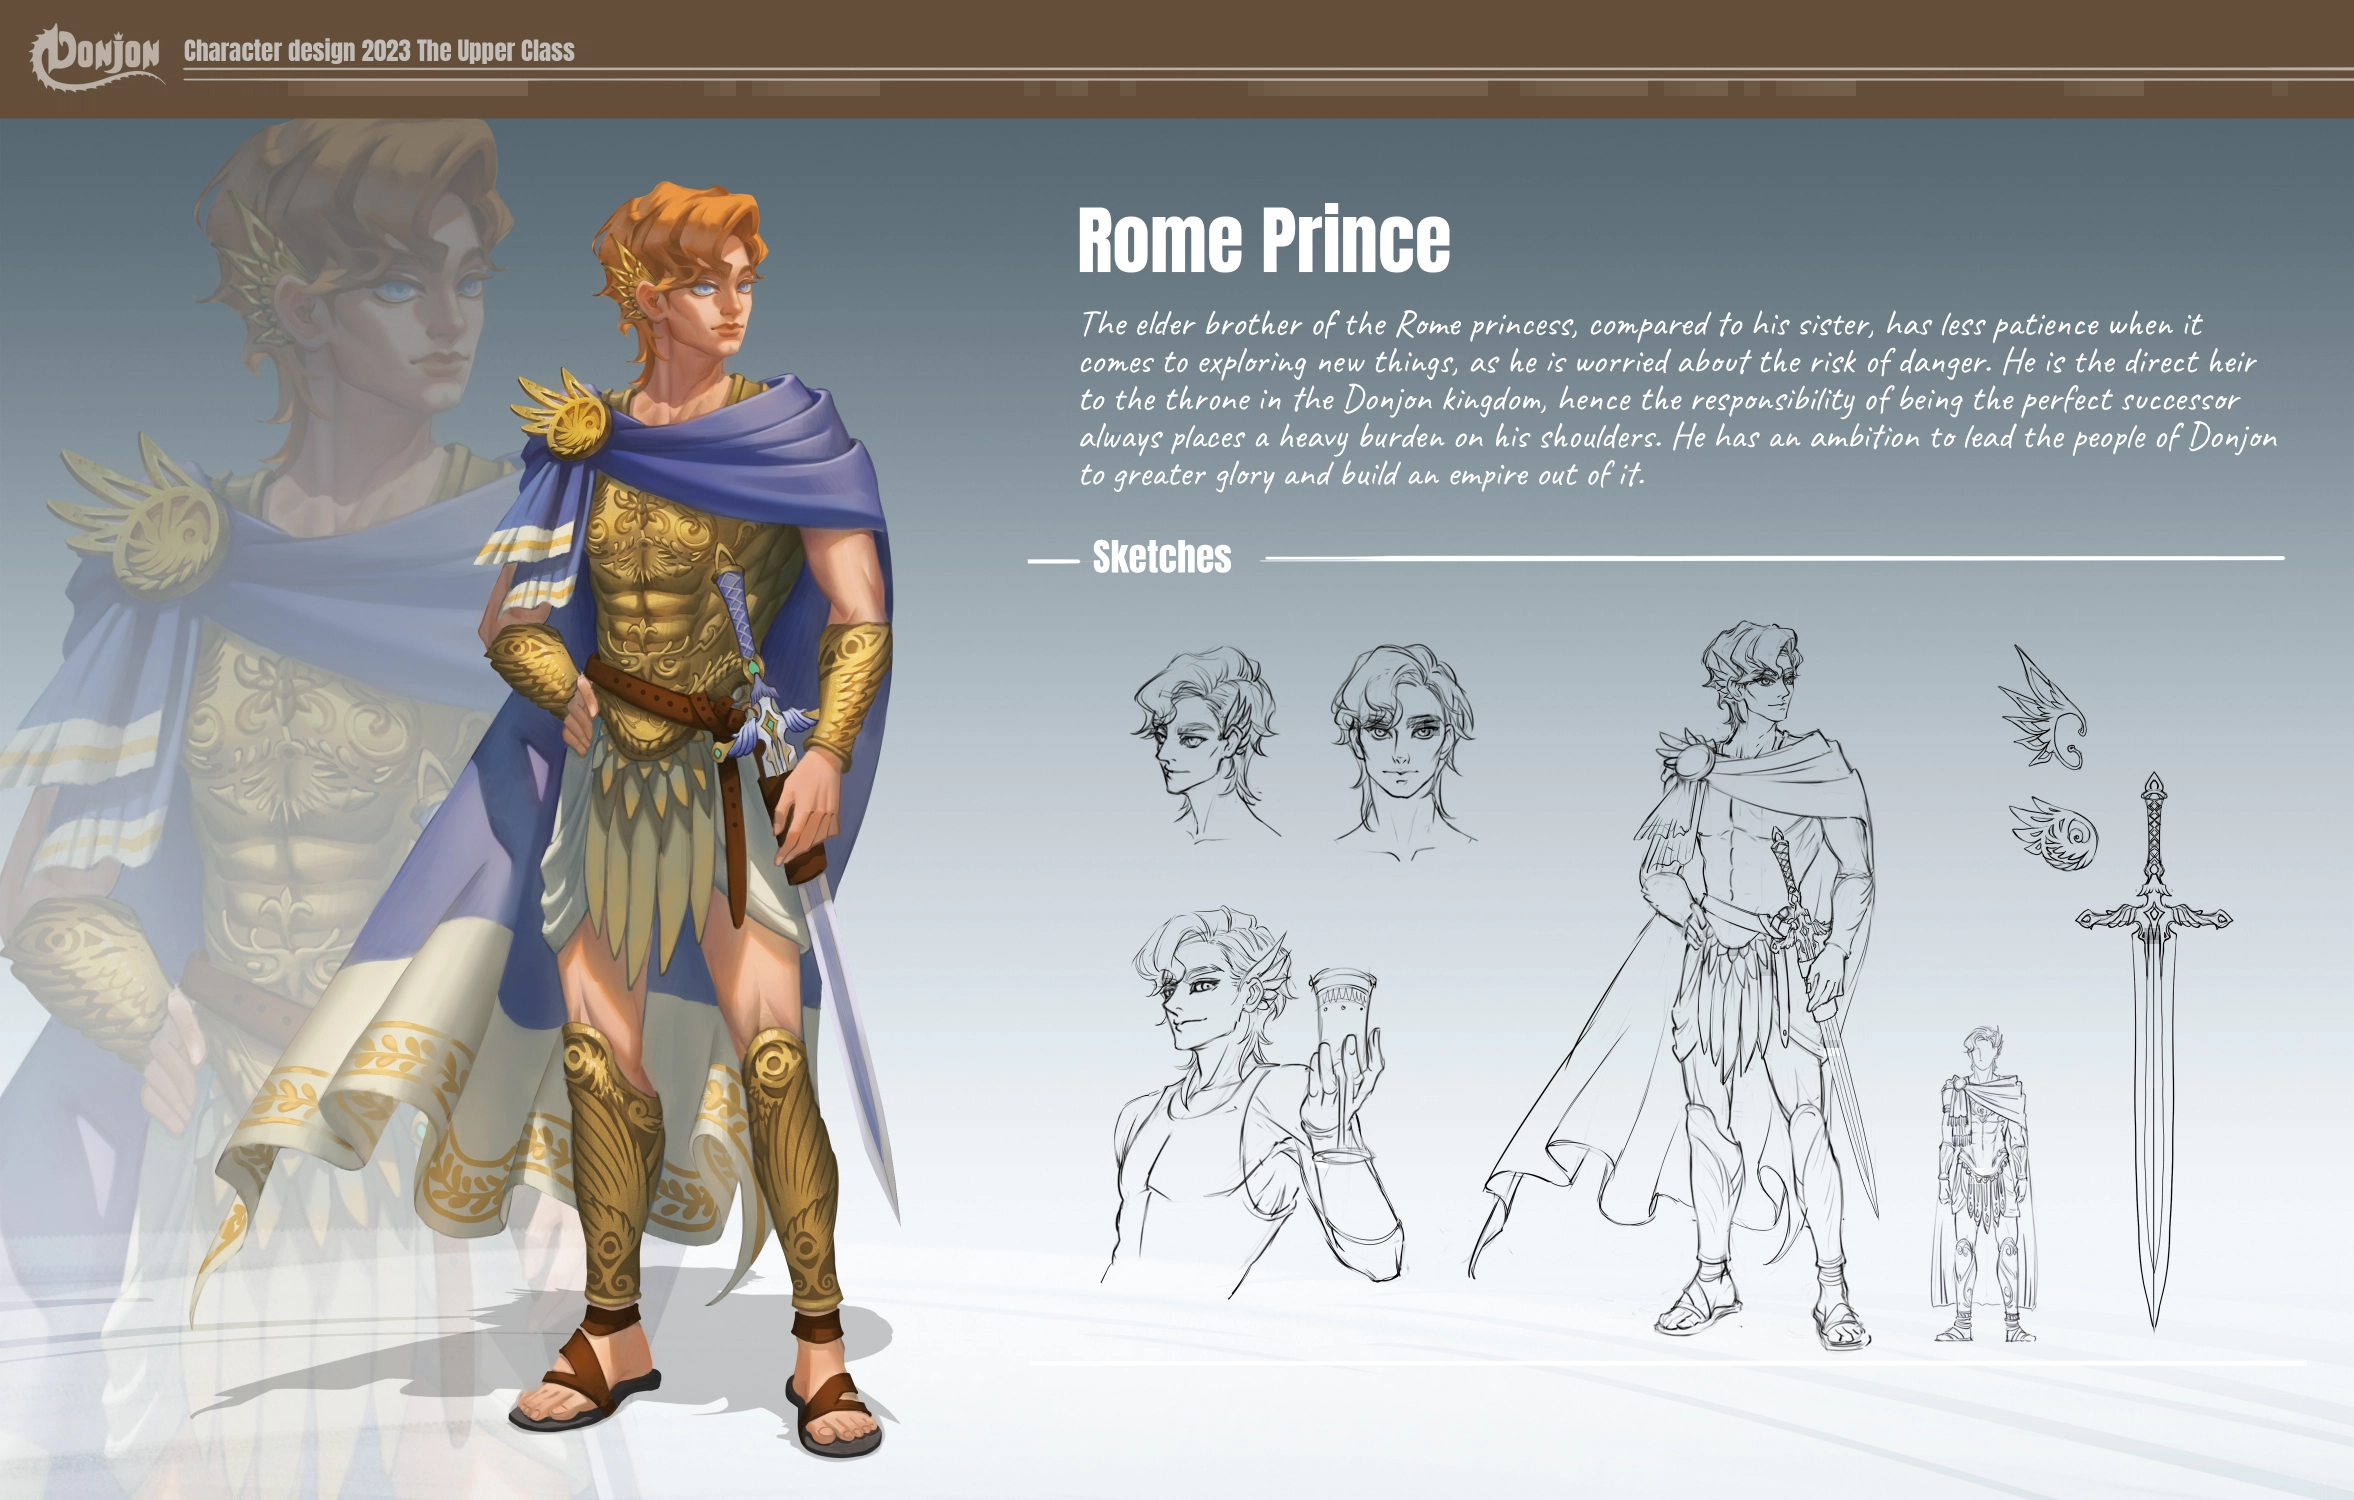 Donjon
Character design 2023 The Upper Class
Rome Prince
The elder brother of the Rome princess, compared to his sister, has less patience when it
comes to exploring new things, as he is worried about the risk of danger. He is the direct heir
to the throne in the Donjon kingdom, hence the responsibility of being the perfect successor
always places a heavy burden on his shoulders. He has an ambition to lead the people of Donjon
to greater glory and build an empire out of it.
Sketches